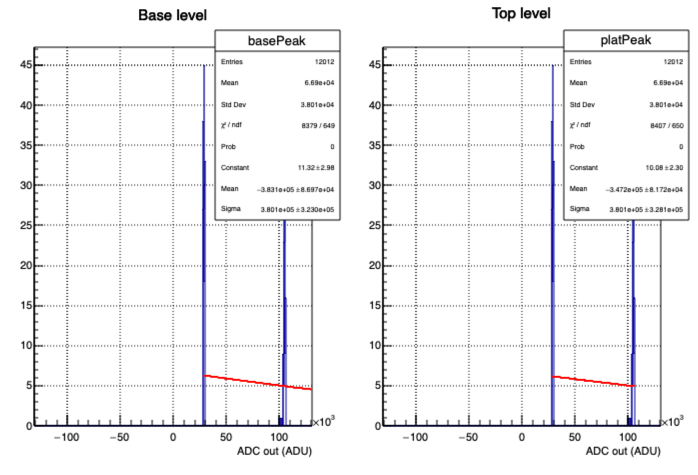 Base level
basePeak
Entries 12012
Mean 6.69e+04
Std Dev 3.801e+04
χ² / ndf 8379 / 649
Prob 0
Constant 11.32±2.98
Mean −3.831e+05±8.697e+04
Sigma 3.801e+05±3.230e+05
45
40
35
30
25
20
15
10
5
0
−100 −50 0 50 100 ×10³
ADC out (ADU)
Top level
platPeak
Entries 12012
Mean 6.69e+04
Std Dev 3.801e+04
χ² / ndf 8407 / 650
Prob 0
Constant 10.08±2.30
Mean −3.472e+05±8.172e+04
Sigma 3.801e+05±3.281e+05
45
40
35
30
25
20
15
10
5
0
−100 −50 0 50 100 ×10³
ADC out (ADU)